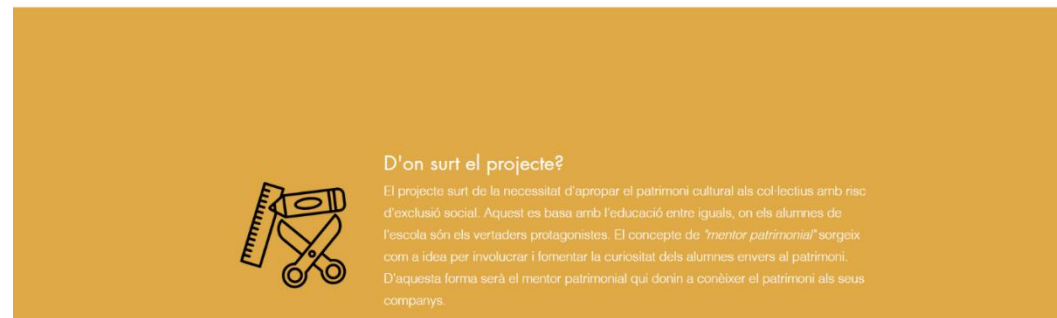 D'on surt el projecte?
El projecte surt de la necessitat d'apropar el patrimoni cultural als col·lectius amb risc
d'exclusió social. Aquest es basa amb l'educació entre iguals, on els alumnes de
l'escola són els vertaders protagonistes. El concepte de "mentor patrimonial" sorgeix
com a idea per involucrar i fomentar la curiositat dels alumnes envers al patrimoni.
D'aquesta forma serà el mentor patrimonial qui donin a conèixer el patrimoni als seus
companys.